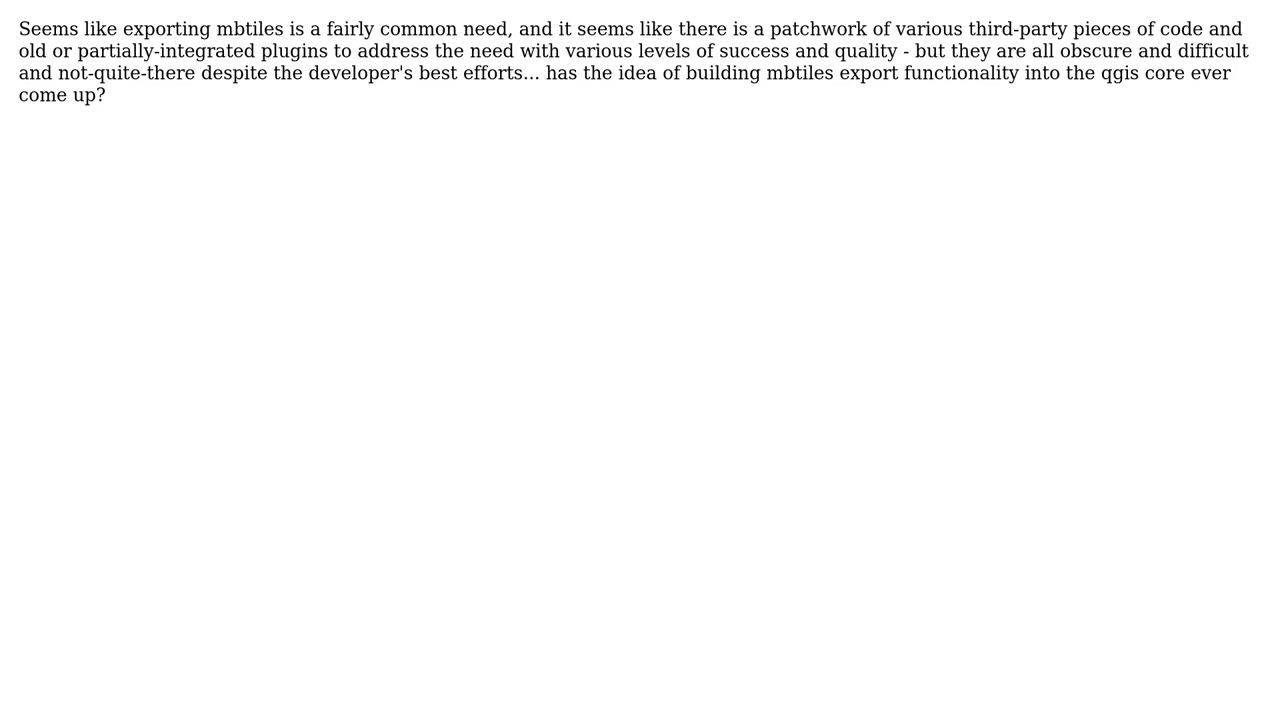 Seems like exporting mbtiles is a fairly common need, and it seems like there is a patchwork of various third-party pieces of code and
old or partially-integrated plugins to address the need with various levels of success and quality - but they are all obscure and difficult
and not-quite-there despite the developer's best efforts... has the idea of building mbtiles export functionality into the qgis core ever
come up?